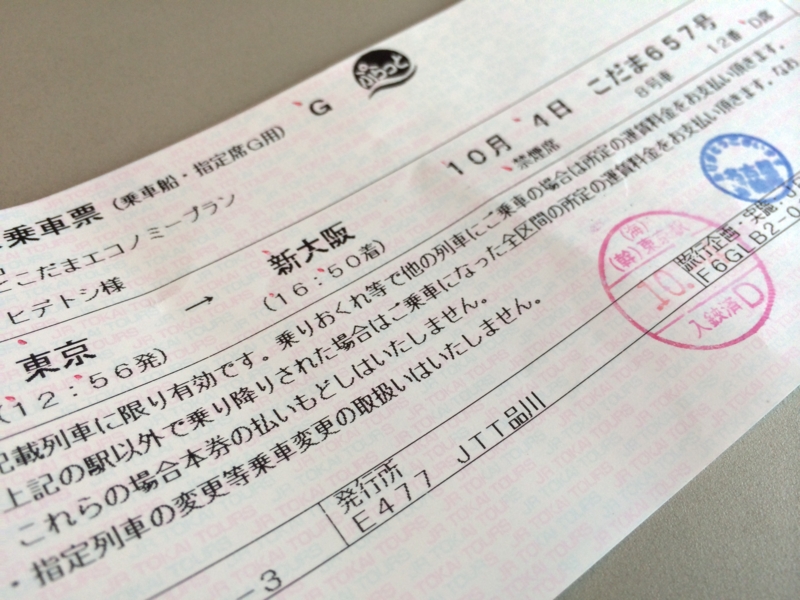 乗車票（乗車船・指定席G用） G ぷらっと
こだまエコノミープラン
ヒデトシ様
東京 → 新大阪 10月 4日 こだま657号
(12:56発) (16:50着) 禁煙席 8号車 12番 D席
記載列車に限り有効です。乗りおくれ等で他の列車にご乗車の場合は所定の運賃料金をお支払い頂きます。
上記の駅以外で乗り降りされた場合はご乗車になった全区間の所定の運賃料金をお支払い頂きます。なお
これらの場合本券の払いもどしはいたしません。
・指定列車の変更等乗車変更の取扱いはいたしません。
旅行企画・実施
F6G LB2-0
(幹)東京駅
10.
入鋏済 D
発行所
E477 JTT品川
-3
JR TOKAI TOURS